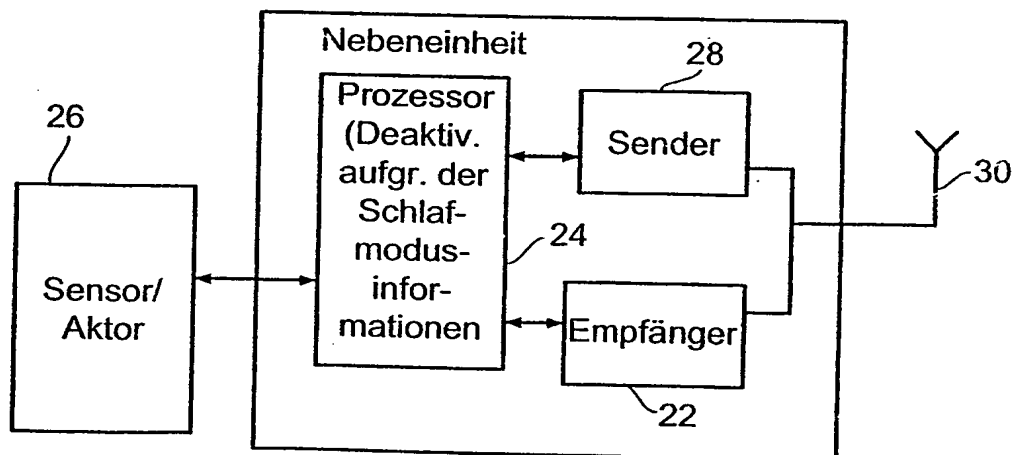 Nebeneinheit
26
Sensor/
Aktor
Prozessor
(Deaktiv.
aufgr. der
Schlaf-
modus-
infor-
mationen
24
28
Sender
Empfänger
22
30